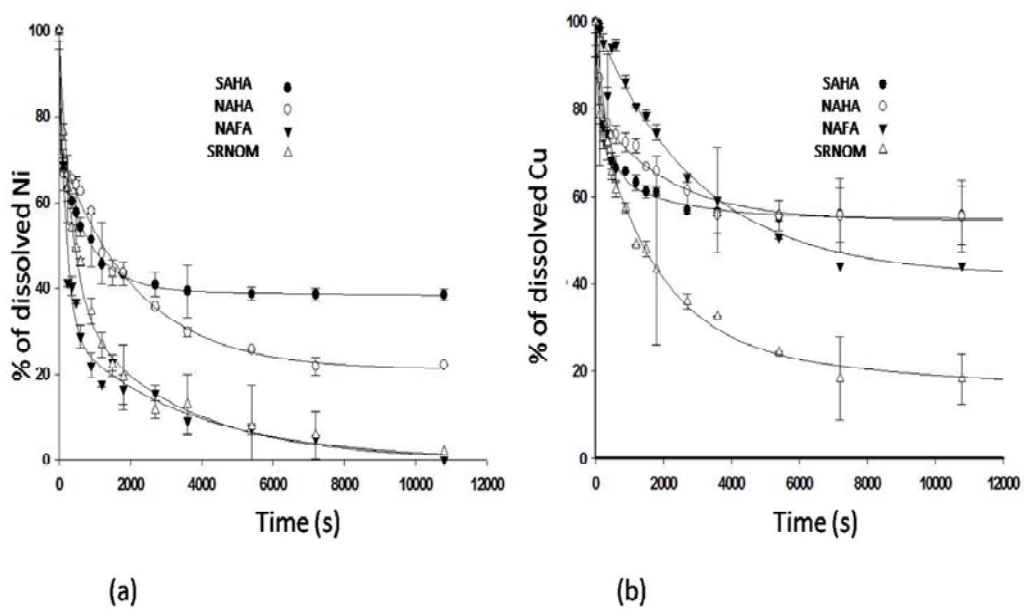 100
80
60
40
20
0
% of dissolved Ni
SAHA
NAHA
NAFA
SRNOM
0 2000 4000 6000 8000 10000 12000
Time (s)
(a)
100
80
60
40
20
0
% of dissolved Cu
SAHA
NAHA
NAFA
SRNOM
0 2000 4000 6000 8000 10000 12000
Time (s)
(b)